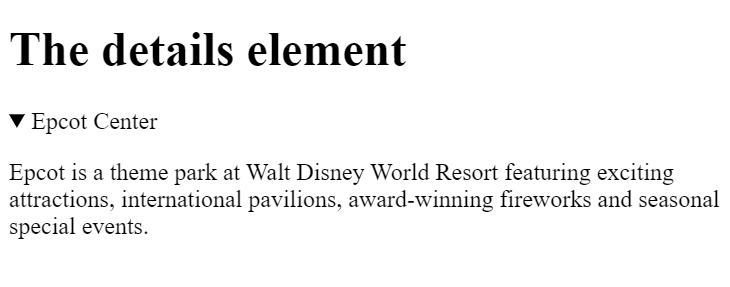 The details element
Epcot Center
Epcot is a theme park at Walt Disney World Resort featuring exciting
attractions, international pavilions, award-winning fireworks and seasonal
special events.